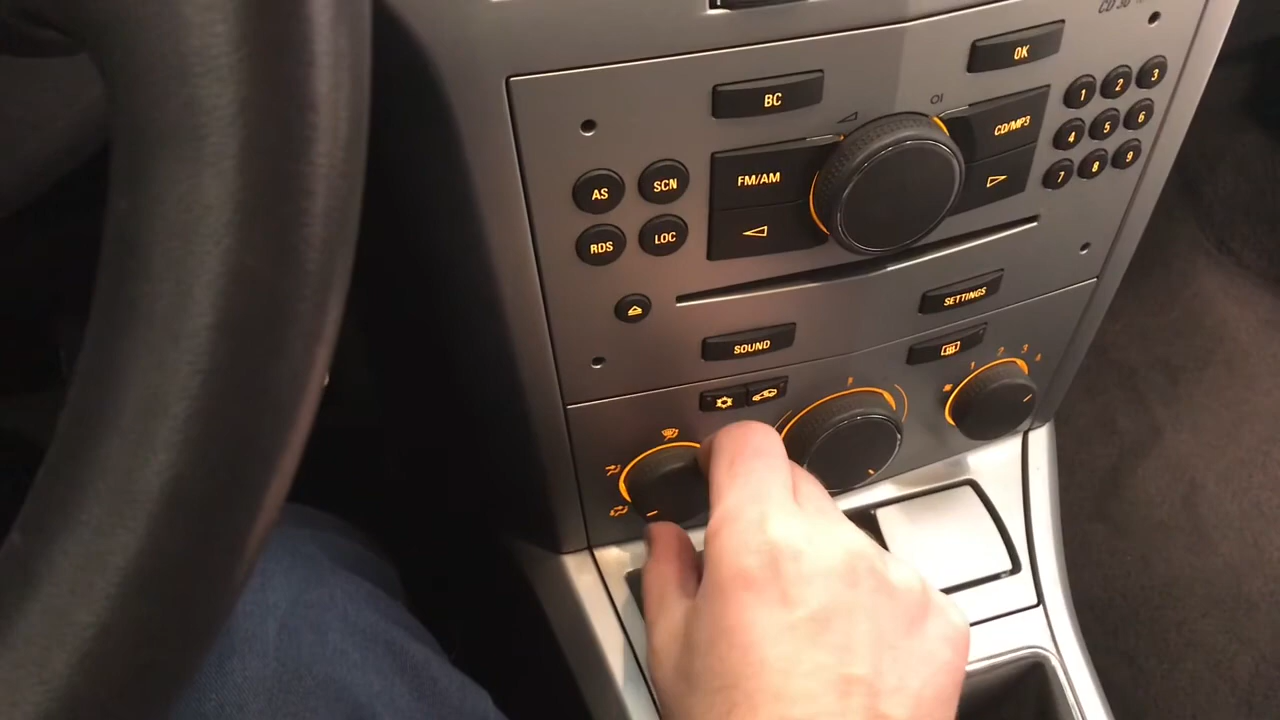 CD 30
OK
BC
1 2 3
CD/MP3
4 5 6
FM/AM
7 8 9
AS SCN
RDS LOC
SETTINGS
SOUND
1 2 3 4